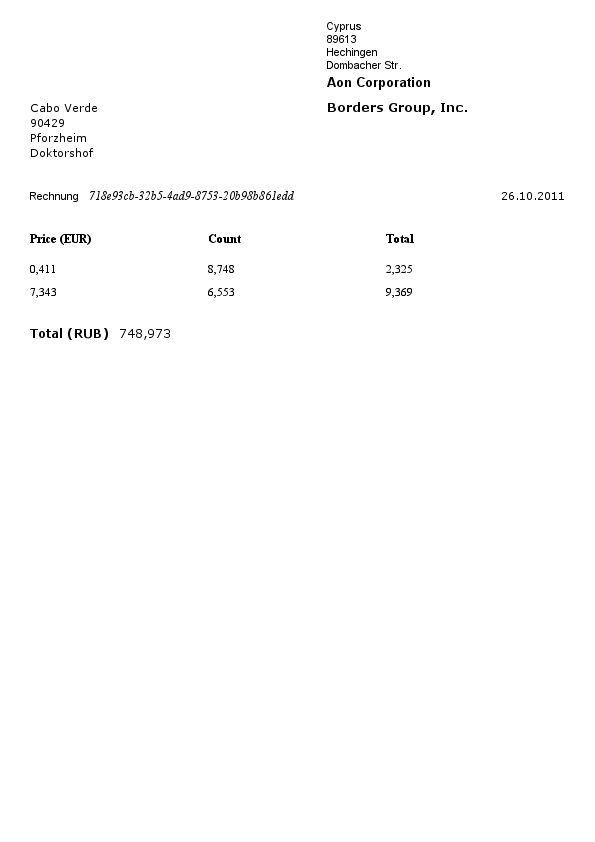 Cyprus
89613
Hechingen
Dombacher Str.
Aon Corporation
Cabo Verde
90429
Pforzheim
Doktorshof
Borders Group, Inc.
Rechnung 718e93cb-32b5-4ad9-8753-20b98b861edd 26.10.2011
Price (EUR) Count Total
0,411 8,748 2,325
7,343 6,553 9,369
Total (RUB) 748,973